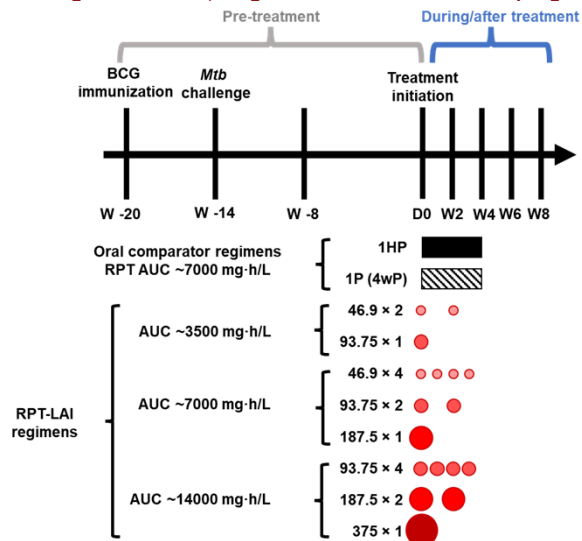 Pre-treatment
During/after treatment
BCG
immunization
Mtb
challenge
Treatment
initiation
W -20
W -14
W -8
D0
W2
W4
W6
W8
Oral comparator regimens
RPT AUC ~7000 mg·h/L
1HP
1P (4wP)
RPT-LAI
regimens
AUC ~3500 mg·h/L
46.9 × 2
93.75 × 1
AUC ~7000 mg·h/L
46.9 × 4
93.75 × 2
187.5 × 1
AUC ~14000 mg·h/L
93.75 × 4
187.5 × 2
375 × 1